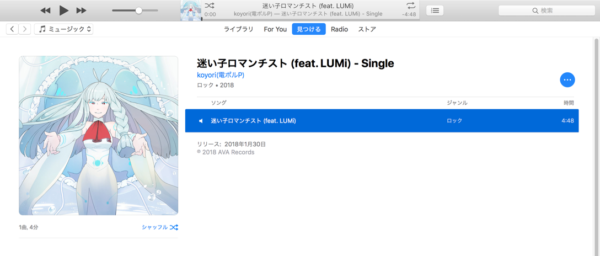 迷い子ロマンチスト (feat. LUMi)
koyori(電ポルP) — 迷い子ロマンチスト (feat. LUMi) - Single
0:00
-4:48
検索
ミュージック
ライブラリ For You 見つける Radio ストア
迷い子ロマンチスト (feat. LUMi) - Single
koyori(電ポルP)
ロック • 2018
ソング ジャンル 時間
迷い子ロマンチスト (feat. LUMi) ロック 4:48
リリース: 2018年1月30日
℗ 2018 AVA Records
1曲, 4分
シャッフル